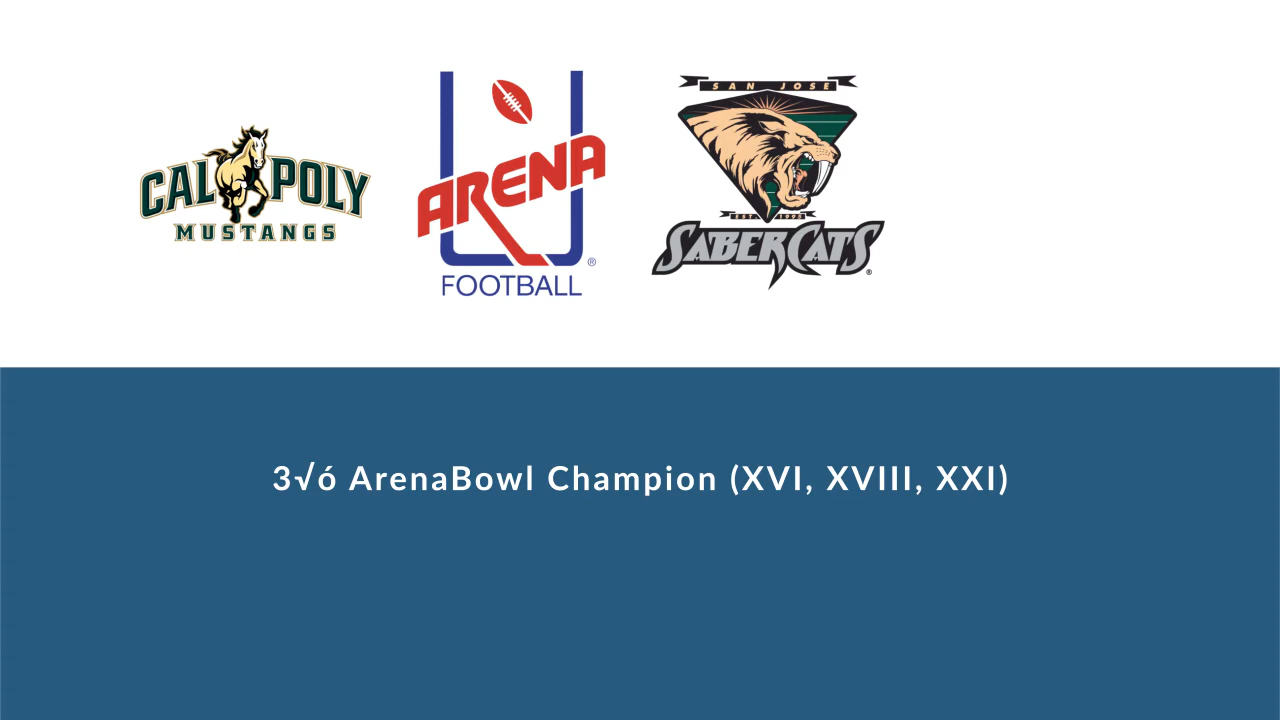 CAL POLY
MUSTANGS
ARENA
®
FOOTBALL
SAN JOSE
EST. 1995
SABERCATS
®
3√ó ArenaBowl Champion (XVI, XVIII, XXI)